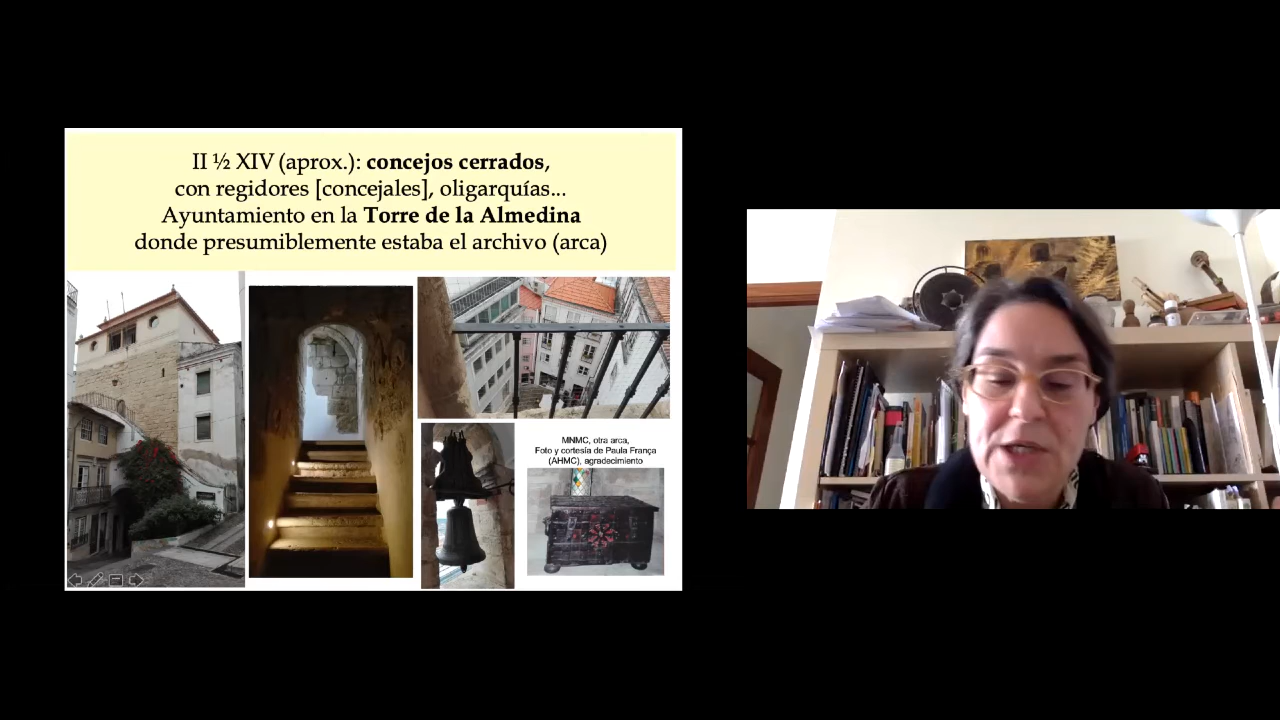 II ½ XIV (aprox.): concejos cerrados,
con regidores [concejales], oligarquías...
Ayuntamiento en la Torre de la Almedina
donde presumiblemente estaba el archivo (arca)
MNMC, otra arca,
Foto y cortesía de Paula França
(AHMC), agradecimiento